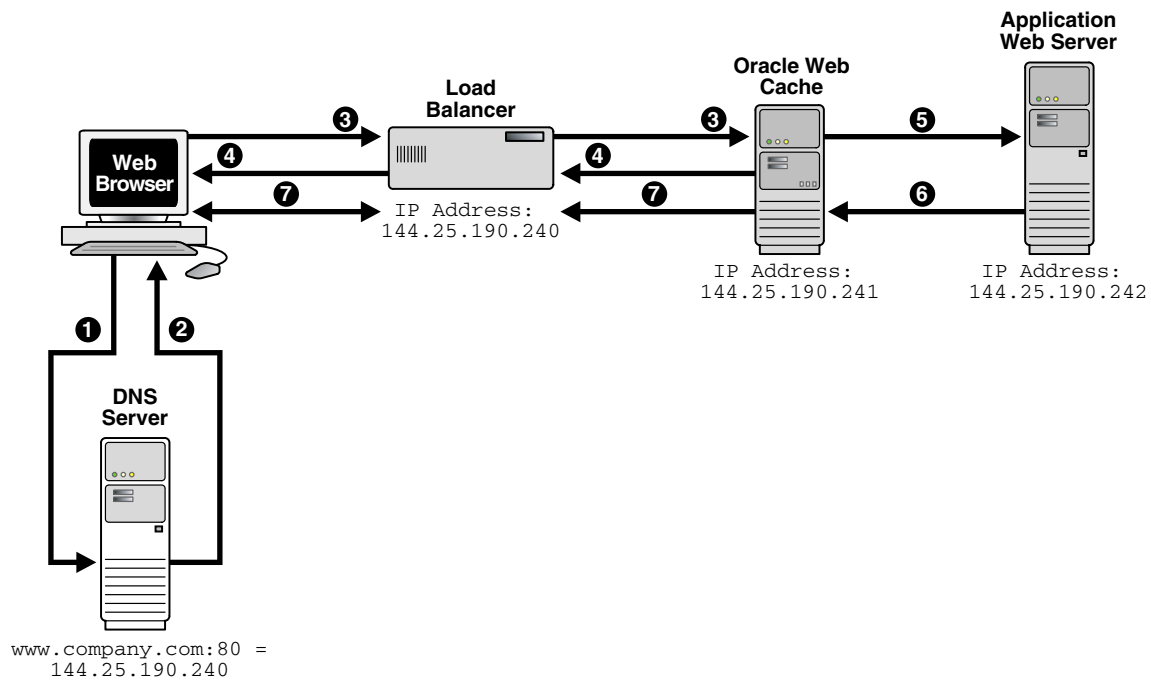 Application
Web Server
Oracle Web
Cache
Load
Balancer
3
3
5
Web
Browser
4
4
7
7
6
IP Address:
144.25.190.240
IP Address:
144.25.190.241
IP Address:
144.25.190.242
1
2
DNS
Server
www.company.com:80 =
144.25.190.240